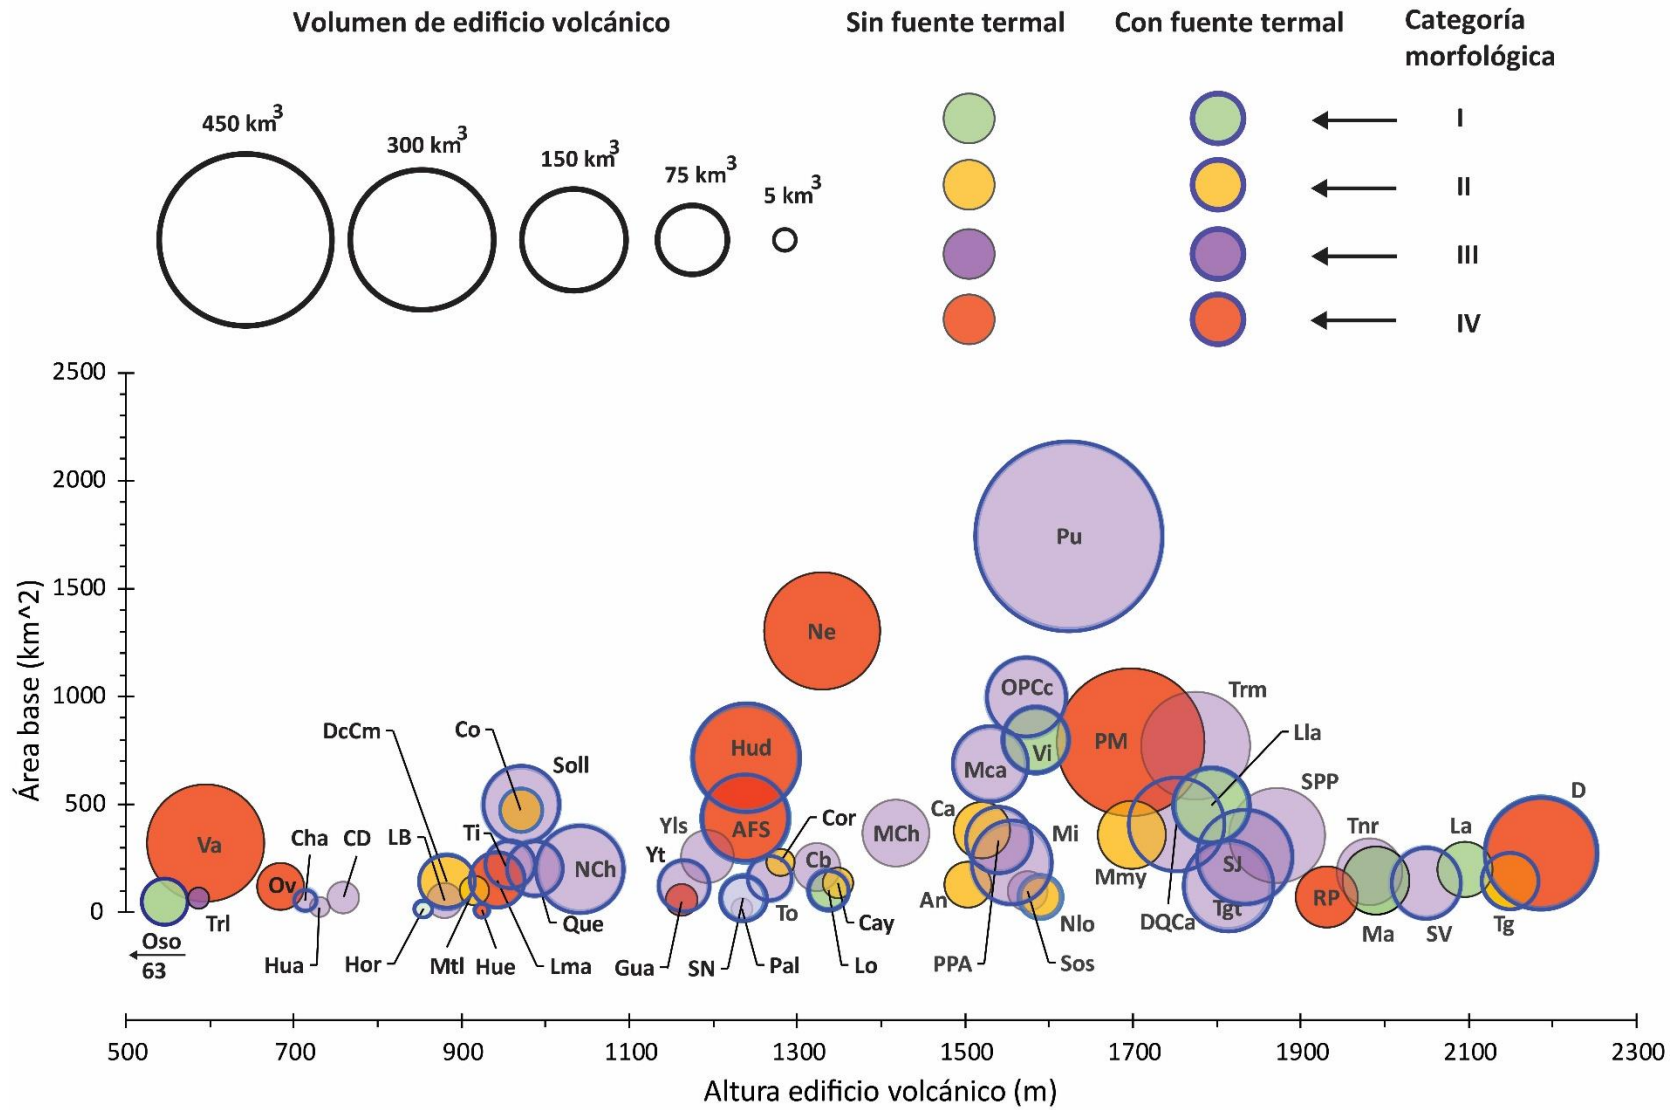 Volumen de edificio volcánico
Sin fuente termal
Con fuente termal
Categoría
morfológica
450 km3
300 km3
150 km3
75 km3
5 km3
I
II
III
IV
2500
2000
1500
1000
500
0
Área base (km^2)
Pu
Ne
OPCc
Vi
Mca
PM
Trm
Lla
SPP
D
DcCm
Co
Soll
Hud
AFS
Va
Cha
CD
LB
Ti
NCh
Yls
Yt
Cor
Cb
MCh
Ca
Mi
Tnr
La
Ov
Mmy
SJ
RP
An
Nlo
DQCa
Tgt
Ma
SV
Tg
Oso
63
Trl
Hua
Hor
Mtl
Hue
Lma
Que
Gua
SN
Pal
To
Lo
Cay
PPA
Sos
500
700
900
1100
1300
1500
1700
1900
2100
2300
Altura edificio volcánico (m)